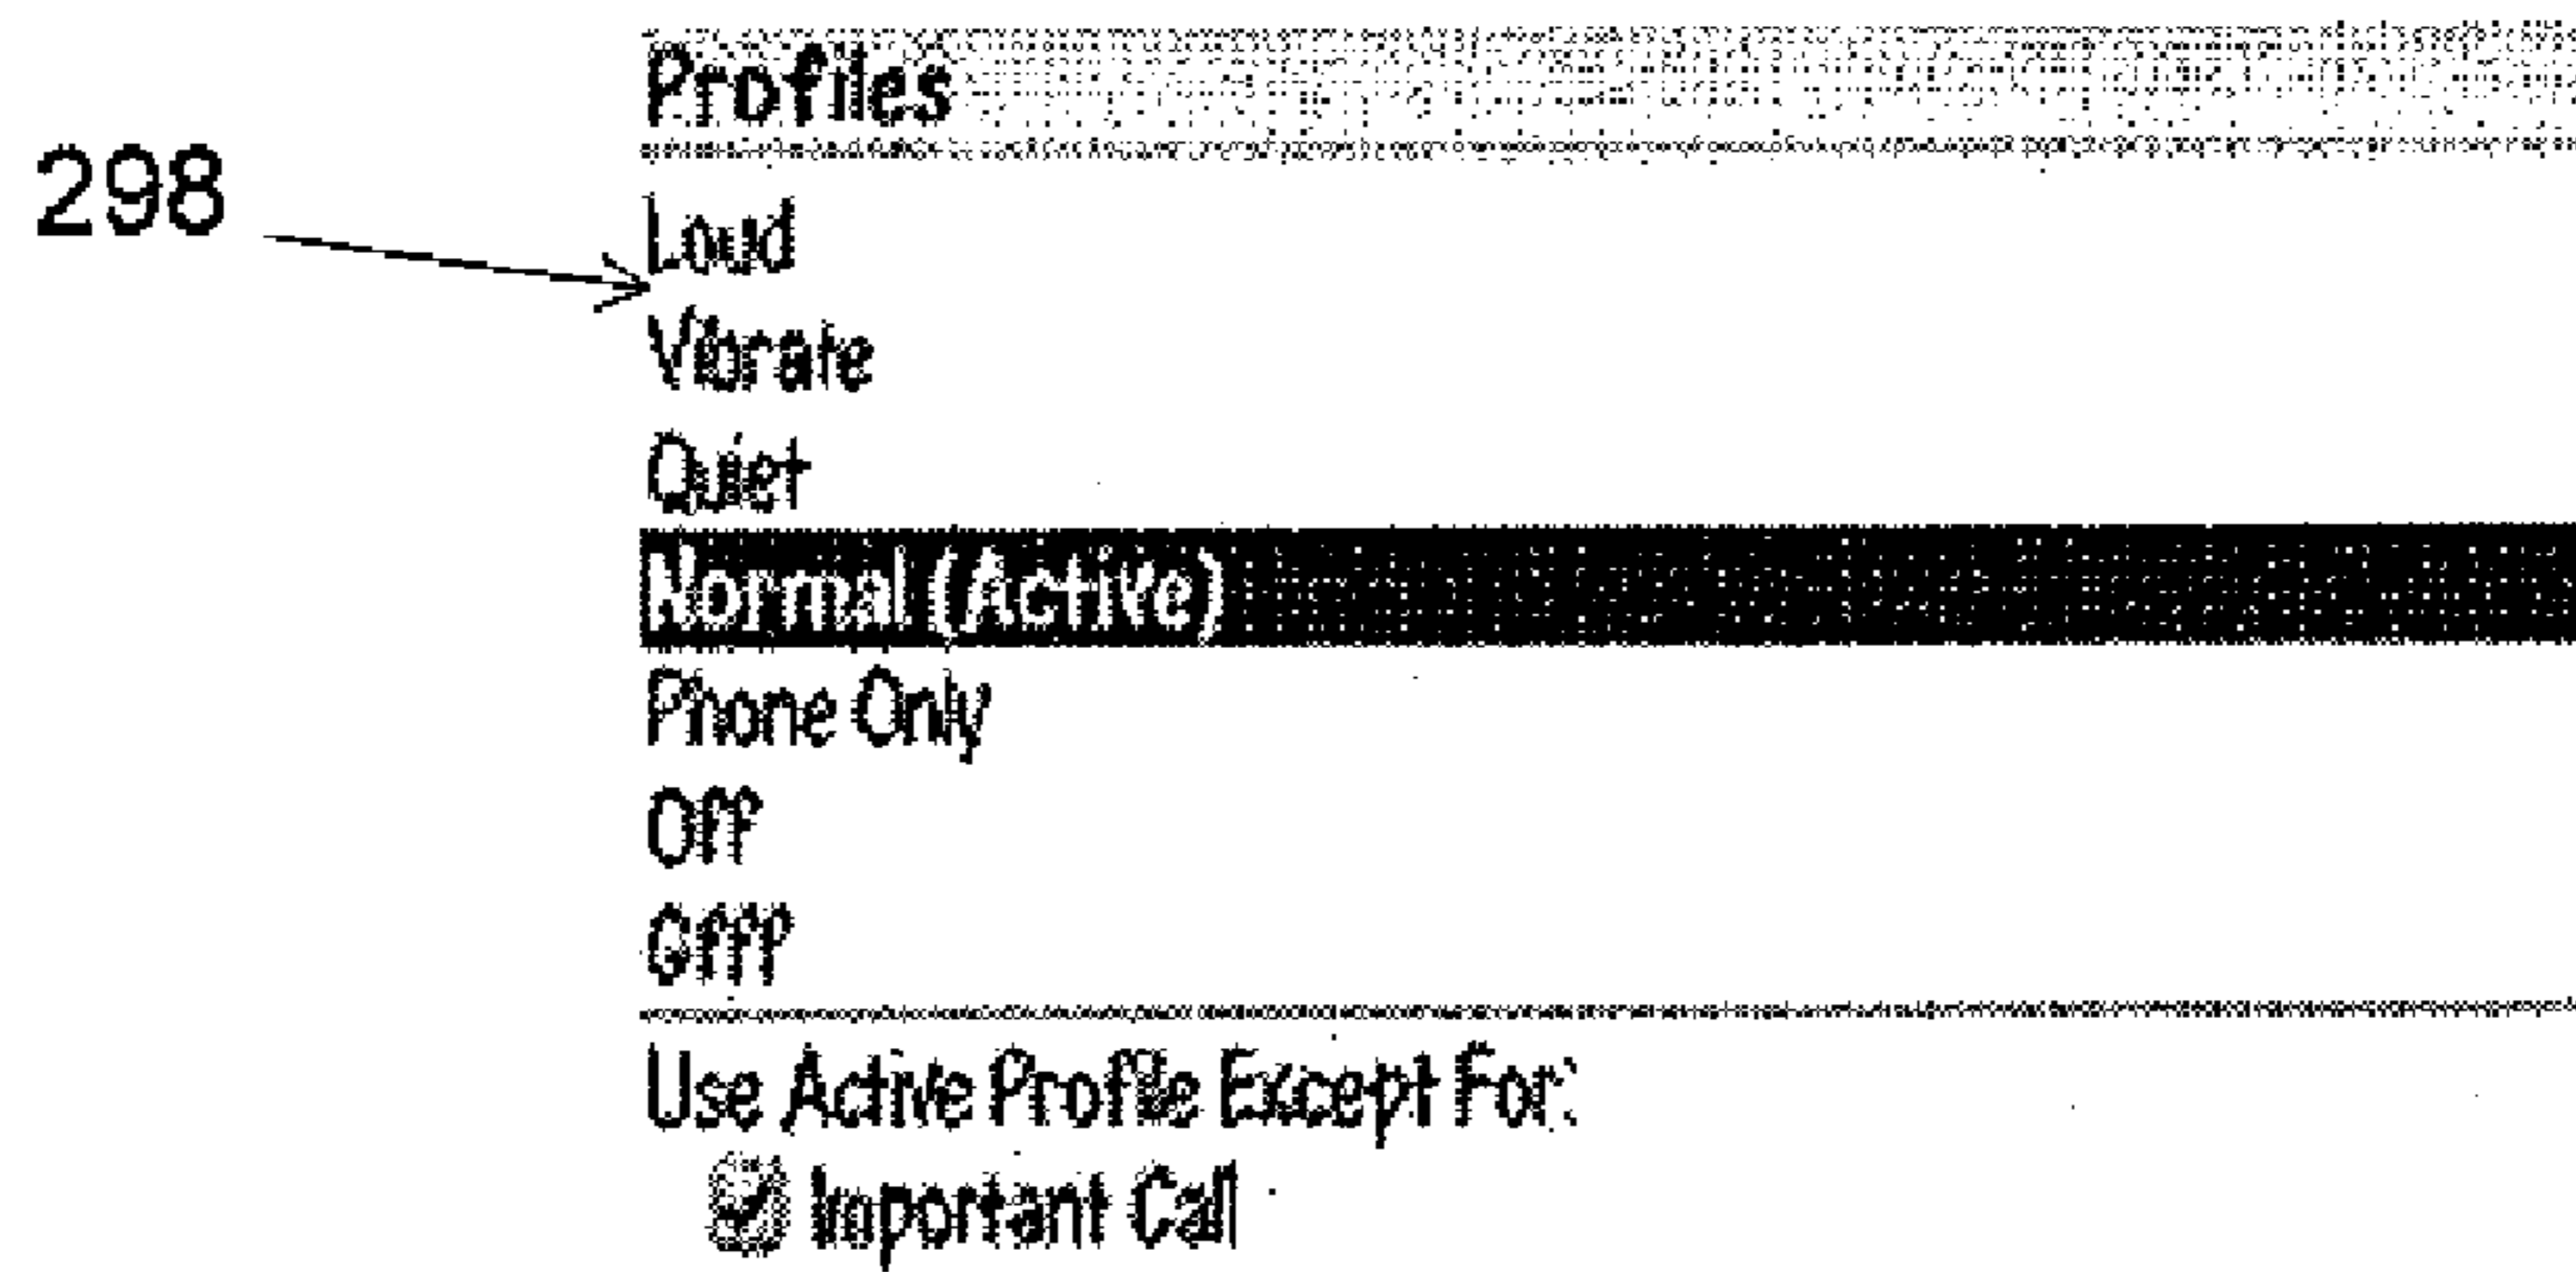 Profiles
298
Loud
Vibrate
Quiet
Normal (Active)
Phone Only
Off
Use Active Profile Except For:
Important Call